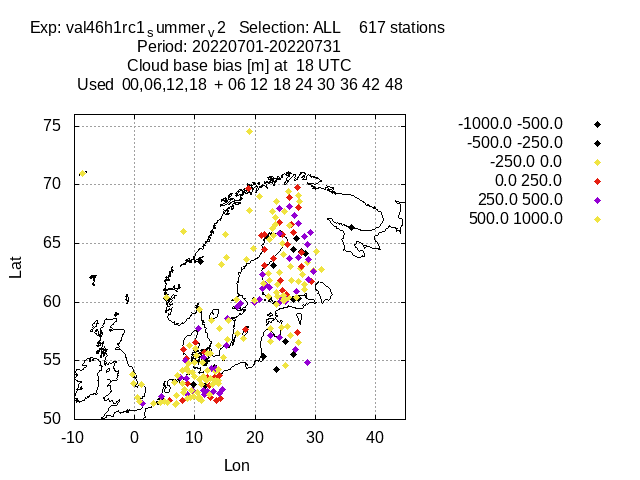 Exp: val46h1rc1summerv2 Selection: ALL 617 stations
Period: 20220701-20220731
Cloud base bias [m] at 18 UTC
Used 00,06,12,18 + 06 12 18 24 30 36 42 48
-1000.0 -500.0
-500.0 -250.0
-250.0 0.0
0.0 250.0
250.0 500.0
500.0 1000.0
75
70
65
60
55
50
Lat
-10 0 10 20 30 40
Lon